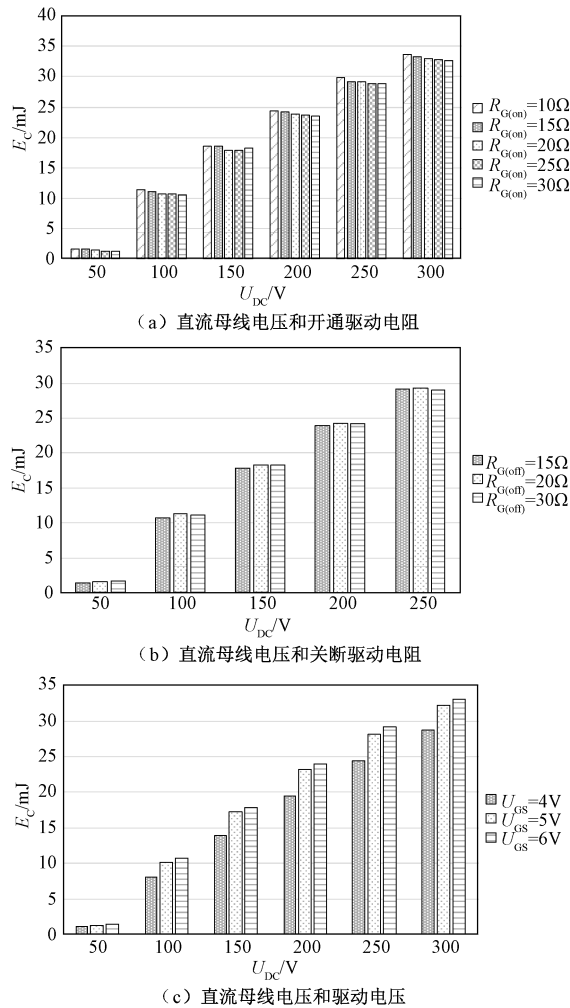 40
35
30
25
20
15
10
5
0
E_C/mJ
50 100 150 200 250 300
U_DC/V
R_G(on)=10Ω
R_G(on)=15Ω
R_G(on)=20Ω
R_G(on)=25Ω
R_G(on)=30Ω
（a）直流母线电压和开通驱动电阻
35
30
25
20
15
10
5
0
E_C/mJ
50 100 150 200 250
U_DC/V
R_G(off)=15Ω
R_G(off)=20Ω
R_G(off)=30Ω
（b）直流母线电压和关断驱动电阻
35
30
25
20
15
10
5
0
E_C/mJ
50 100 150 200 250 300
U_DC/V
U_GS=4V
U_GS=5V
U_GS=6V
（c）直流母线电压和驱动电压